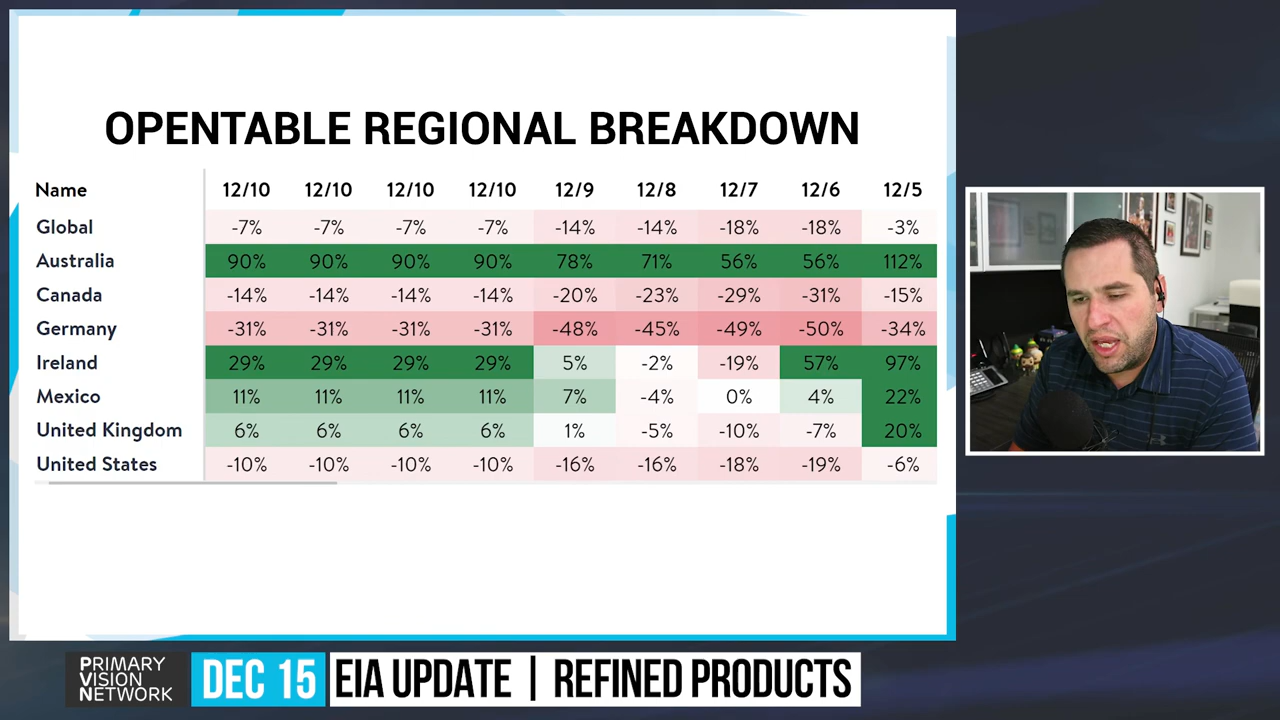 OPENTABLE REGIONAL BREAKDOWN
Name 12/10 12/10 12/10 12/10 12/9 12/8 12/7 12/6 12/5
Global -7% -7% -7% -7% -14% -14% -18% -18% -3%
Australia 90% 90% 90% 90% 78% 71% 56% 56% 112%
Canada -14% -14% -14% -14% -20% -23% -29% -31% -15%
Germany -31% -31% -31% -31% -48% -45% -49% -50% -34%
Ireland 29% 29% 29% 29% 5% -2% -19% 57% 97%
Mexico 11% 11% 11% 11% 7% -4% 0% 4% 22%
United Kingdom 6% 6% 6% 6% 1% -5% -10% -7% 20%
United States -10% -10% -10% -10% -16% -16% -18% -19% -6%
PRIMARY
VISION
NETWORK
DEC 15 EIA UPDATE | REFINED PRODUCTS